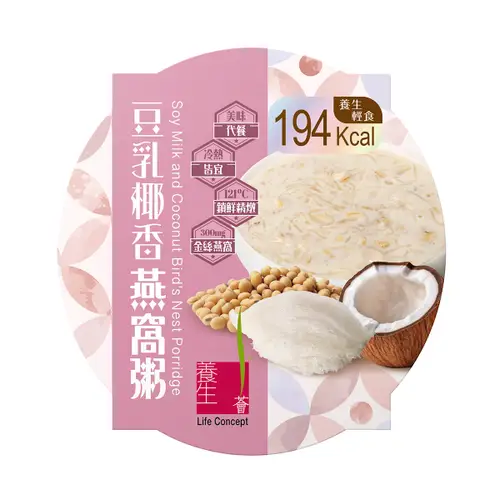 豆乳椰香燕窩粥
Soy Milk and Coconut Bird's Nest Porridge
美味
代餐
冷熱
皆宜
121°C
鎖鮮精燉
300mg
金絲燕窩
養生
輕食
194 Kcal
養生
薈
Life Concept